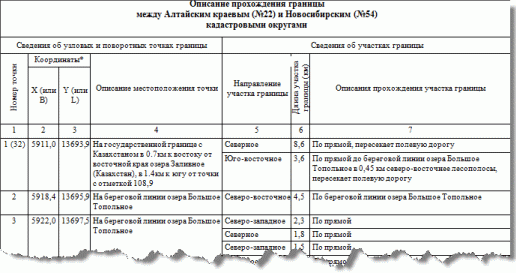 Описание прохождения границы
между Алтайским краевым (№22) и Новосибирским (№54)
кадастровыми округами
Сведения об узловых и поворотных точках границы
Сведения об участках границы
Номер точки
Координаты*
X (или B)
Y (или L)
Описание местоположения точки
Направление участка границы
Длина участка границы (км)
Описания прохождения участка границы
1 2 3 4 5 6 7
1 (32) 5911,0 13693,9 На государственной границе с Северное 8,6 По прямой, пересекает полевую дорогу
Казахстаном в 0.7км к востоку от
восточной края озера Заливное Юго-восточное 3,6 По прямой до береговой линии озера Большое
(Казахстан), в 1.4км к югу от точки Топольное в 0,45 км северо-восточнее лесополосы,
с отметкой 108,9 пересекает полевую дорогу
2 5918,4 13695,9 На береговой линии озера Большое Северо-восточное 4,5 По береговой линии озера Большое Топольное
Топольное
3 5922,0 13697,5 На береговой линии озера Большое Северо-западное 2,3 По прямой
Топольное Северное 1,8 По прямой
Северо-западное 1,5 По прямой
прямой